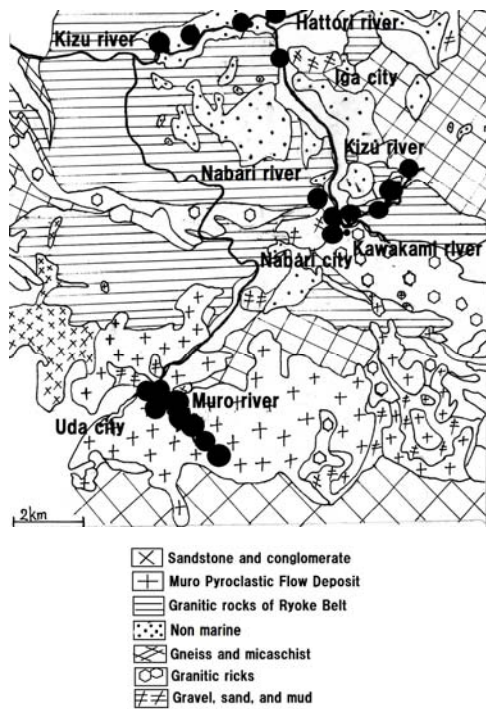 Hattori river
Kizu river
Iga city
Kizu river
Nabari river
Kawakami river
Nabari city
Muro river
Uda city
2km
Sandstone and conglomerate
Muro Pyroclastic Flow Deposit
Granitic rocks of Ryoke Belt
Non marine
Gneiss and micaschist
Granitic ricks
Gravel, sand, and mud